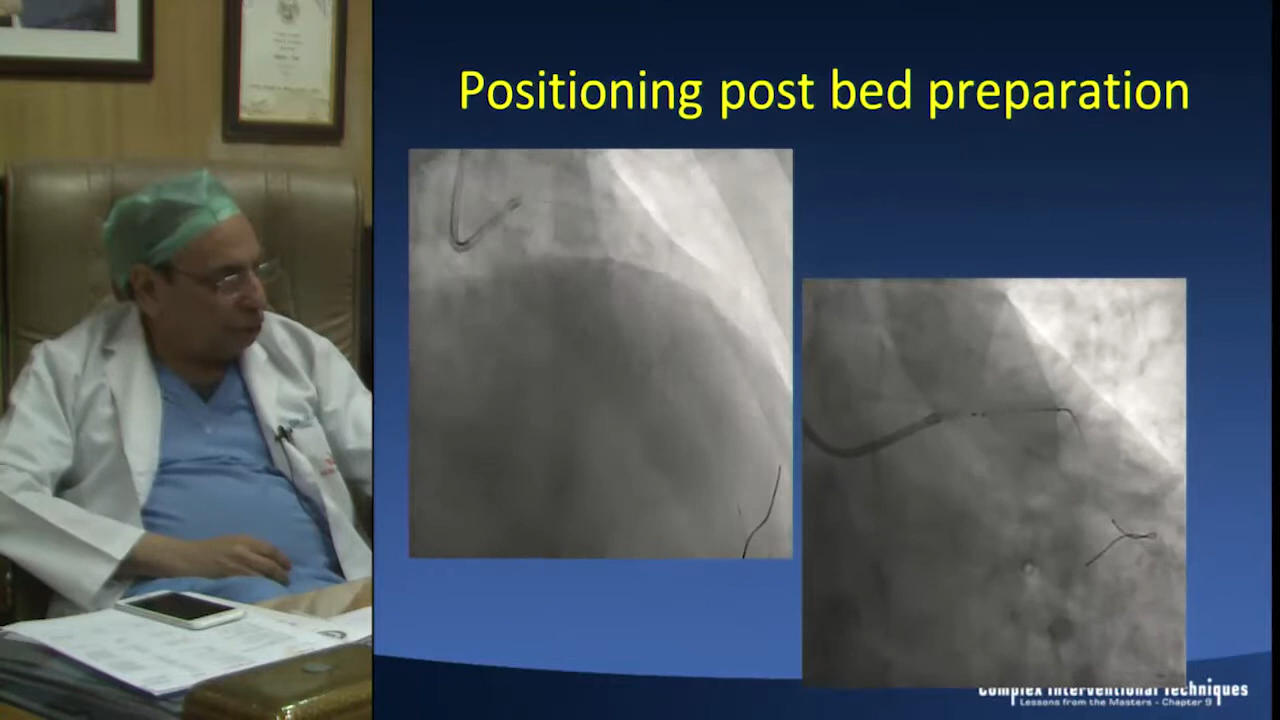 Positioning post bed preparation
Complex Interventional Techniques
Lessons from the Masters - Chapter 9